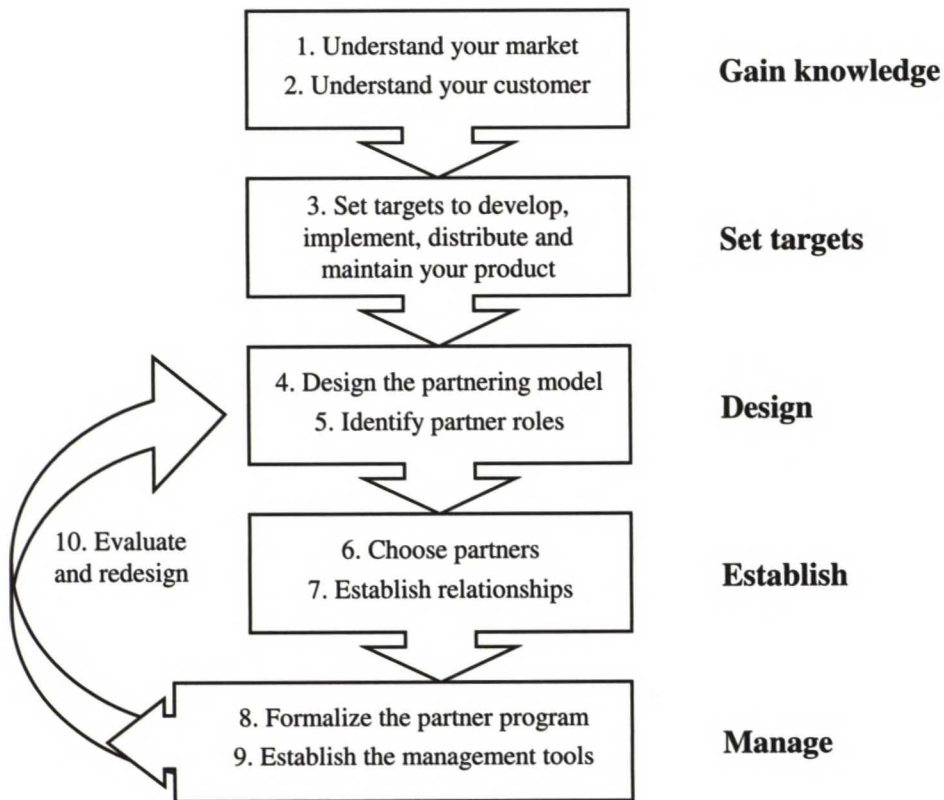 1. Understand your market
2. Understand your customer
Gain knowledge
3. Set targets to develop,
implement, distribute and
maintain your product
Set targets
4. Design the partnering model
5. Identify partner roles
Design
10. Evaluate
and redesign
6. Choose partners
7. Establish relationships
Establish
8. Formalize the partner program
9. Establish the management tools
Manage